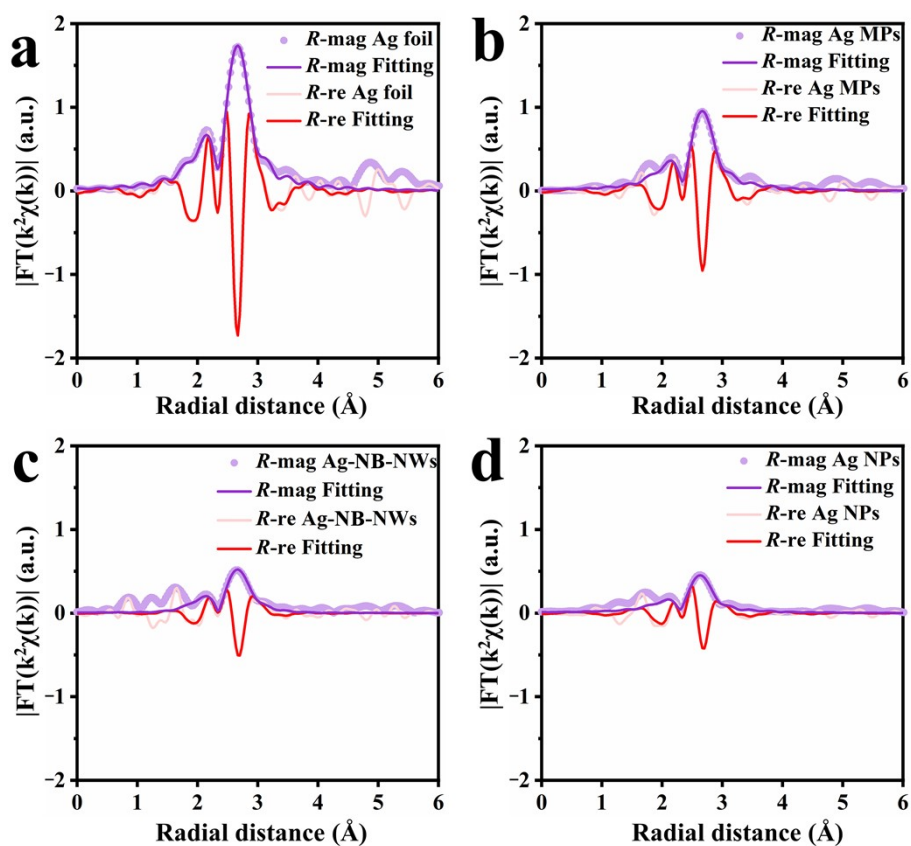 a
R-mag Ag foil
R-mag Fitting
R-re Ag foil
R-re Fitting
|FT(k²χ(k))| (a.u.)
2
1
0
−1
−2
0 1 2 3 4 5 6
Radial distance (Å)
b
R-mag Ag MPs
R-mag Fitting
R-re Ag MPs
R-re Fitting
|FT(k²χ(k))| (a.u.)
2
1
0
−1
−2
0 1 2 3 4 5 6
Radial distance (Å)
c
R-mag Ag-NB-NWs
R-mag Fitting
R-re Ag-NB-NWs
R-re Fitting
|FT(k²χ(k))| (a.u.)
2
1
0
−1
−2
0 1 2 3 4 5 6
Radial distance (Å)
d
R-mag Ag NPs
R-mag Fitting
R-re Ag NPs
R-re Fitting
|FT(k²χ(k))| (a.u.)
2
1
0
−1
−2
0 1 2 3 4 5 6
Radial distance (Å)